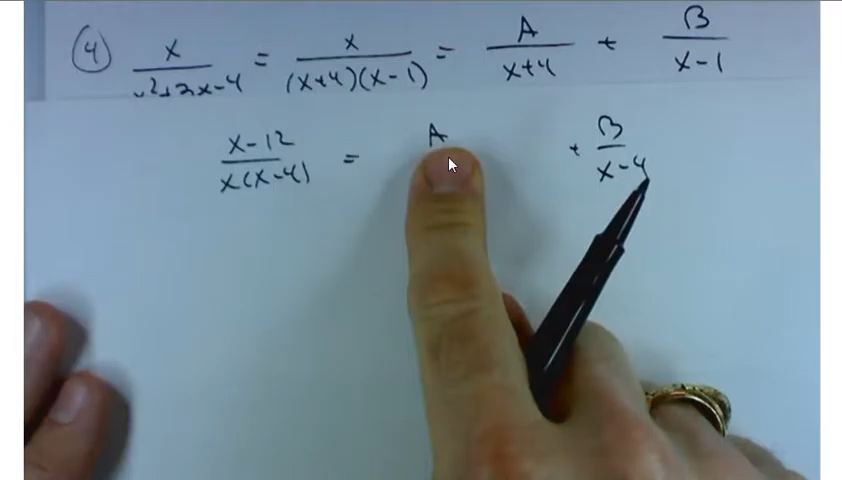 (4) x/(x²+3x-4) = x/((x+4)(x-1)) = A/(x+4) + B/(x-1)
(x-12)/(x(x-4)) = A + B/(x-4)